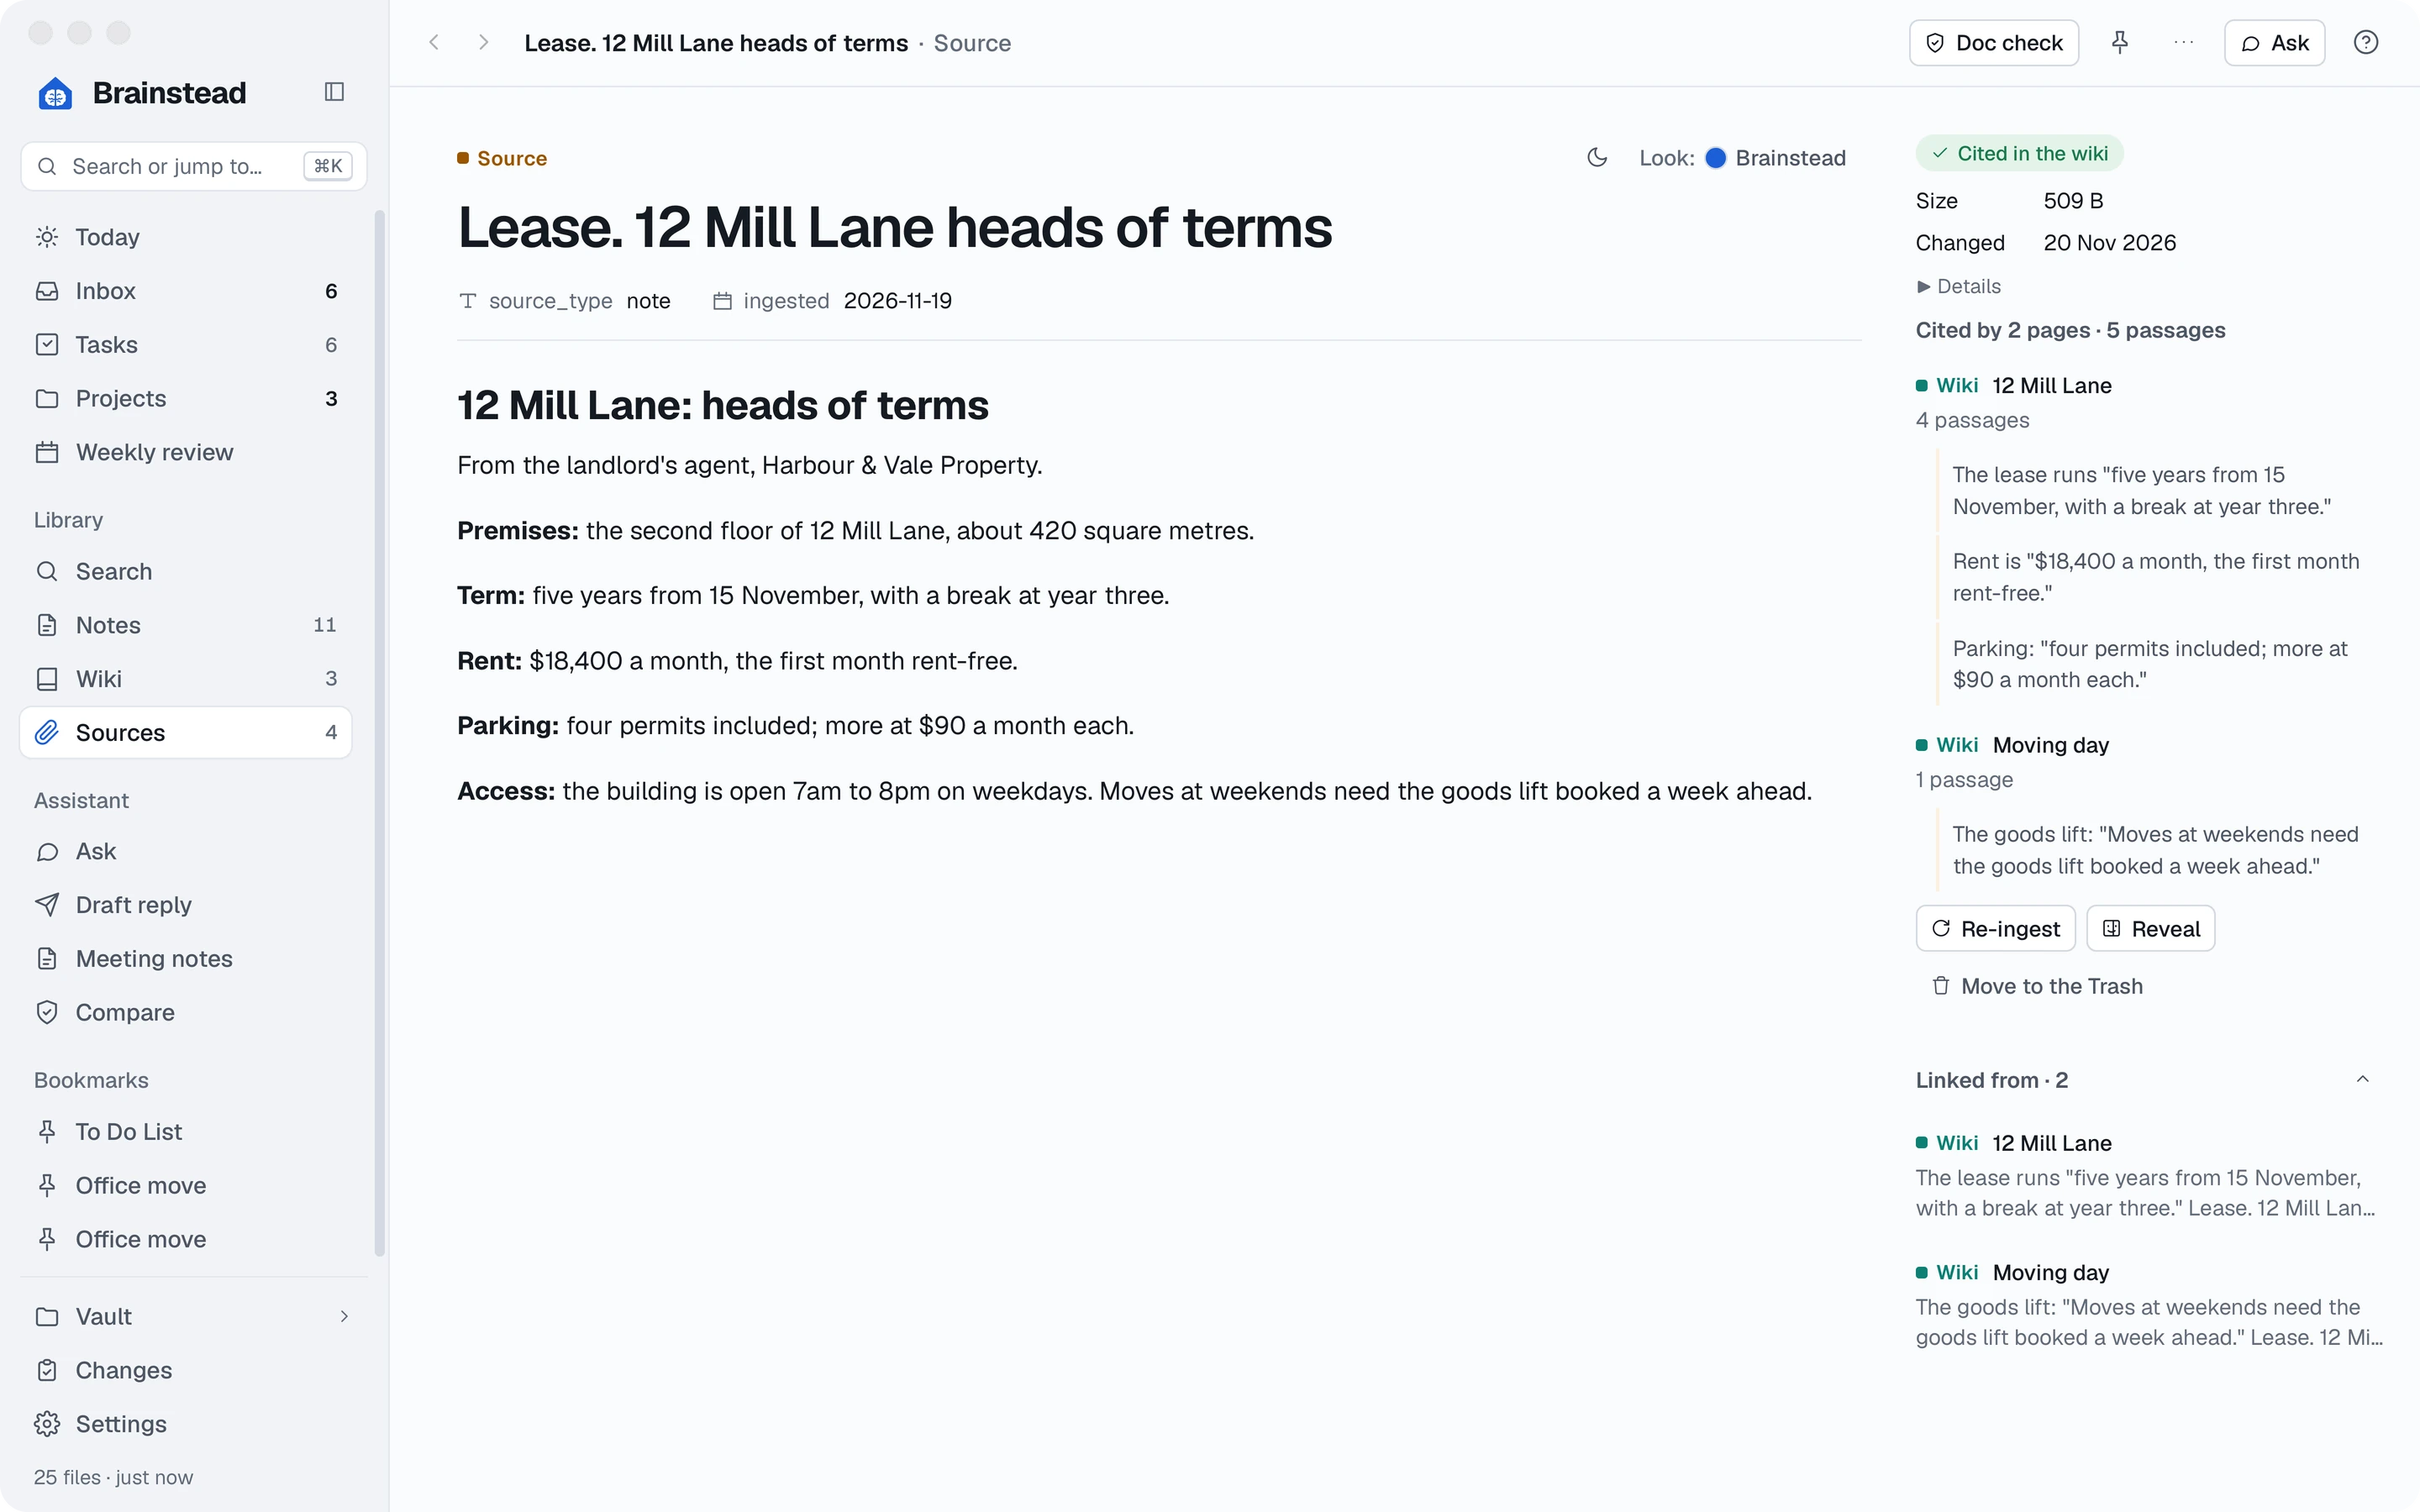 Brainstead
Search or jump to... ⌘K
Today
Inbox 6
Tasks 6
Projects 3
Weekly review
Library
Search
Notes 11
Wiki 3
Sources 4
Assistant
Ask
Draft reply
Meeting notes
Compare
Bookmarks
To Do List
Office move
Office move
Vault
Changes
Settings
25 files · just now
Lease. 12 Mill Lane heads of terms · Source
Doc check
···
Ask
Source
Look: Brainstead
Lease. 12 Mill Lane heads of terms
source_type note ingested 2026-11-19
12 Mill Lane: heads of terms
From the landlord's agent, Harbour & Vale Property.
Premises: the second floor of 12 Mill Lane, about 420 square metres.
Term: five years from 15 November, with a break at year three.
Rent: $18,400 a month, the first month rent-free.
Parking: four permits included; more at $90 a month each.
Access: the building is open 7am to 8pm on weekdays. Moves at weekends need the goods lift booked a week ahead.
Cited in the wiki
Size 509 B
Changed 20 Nov 2026
Details
Cited by 2 pages · 5 passages
Wiki 12 Mill Lane
4 passages
The lease runs "five years from 15
November, with a break at year three."
Rent is "$18,400 a month, the first month
rent-free."
Parking: "four permits included; more at
$90 a month each."
Wiki Moving day
1 passage
The goods lift: "Moves at weekends need
the goods lift booked a week ahead."
Re-ingest
Reveal
Move to the Trash
Linked from · 2
Wiki 12 Mill Lane
The lease runs "five years from 15 November,
with a break at year three." Lease. 12 Mill Lan...
Wiki Moving day
The goods lift: "Moves at weekends need the
goods lift booked a week ahead." Lease. 12 Mi...